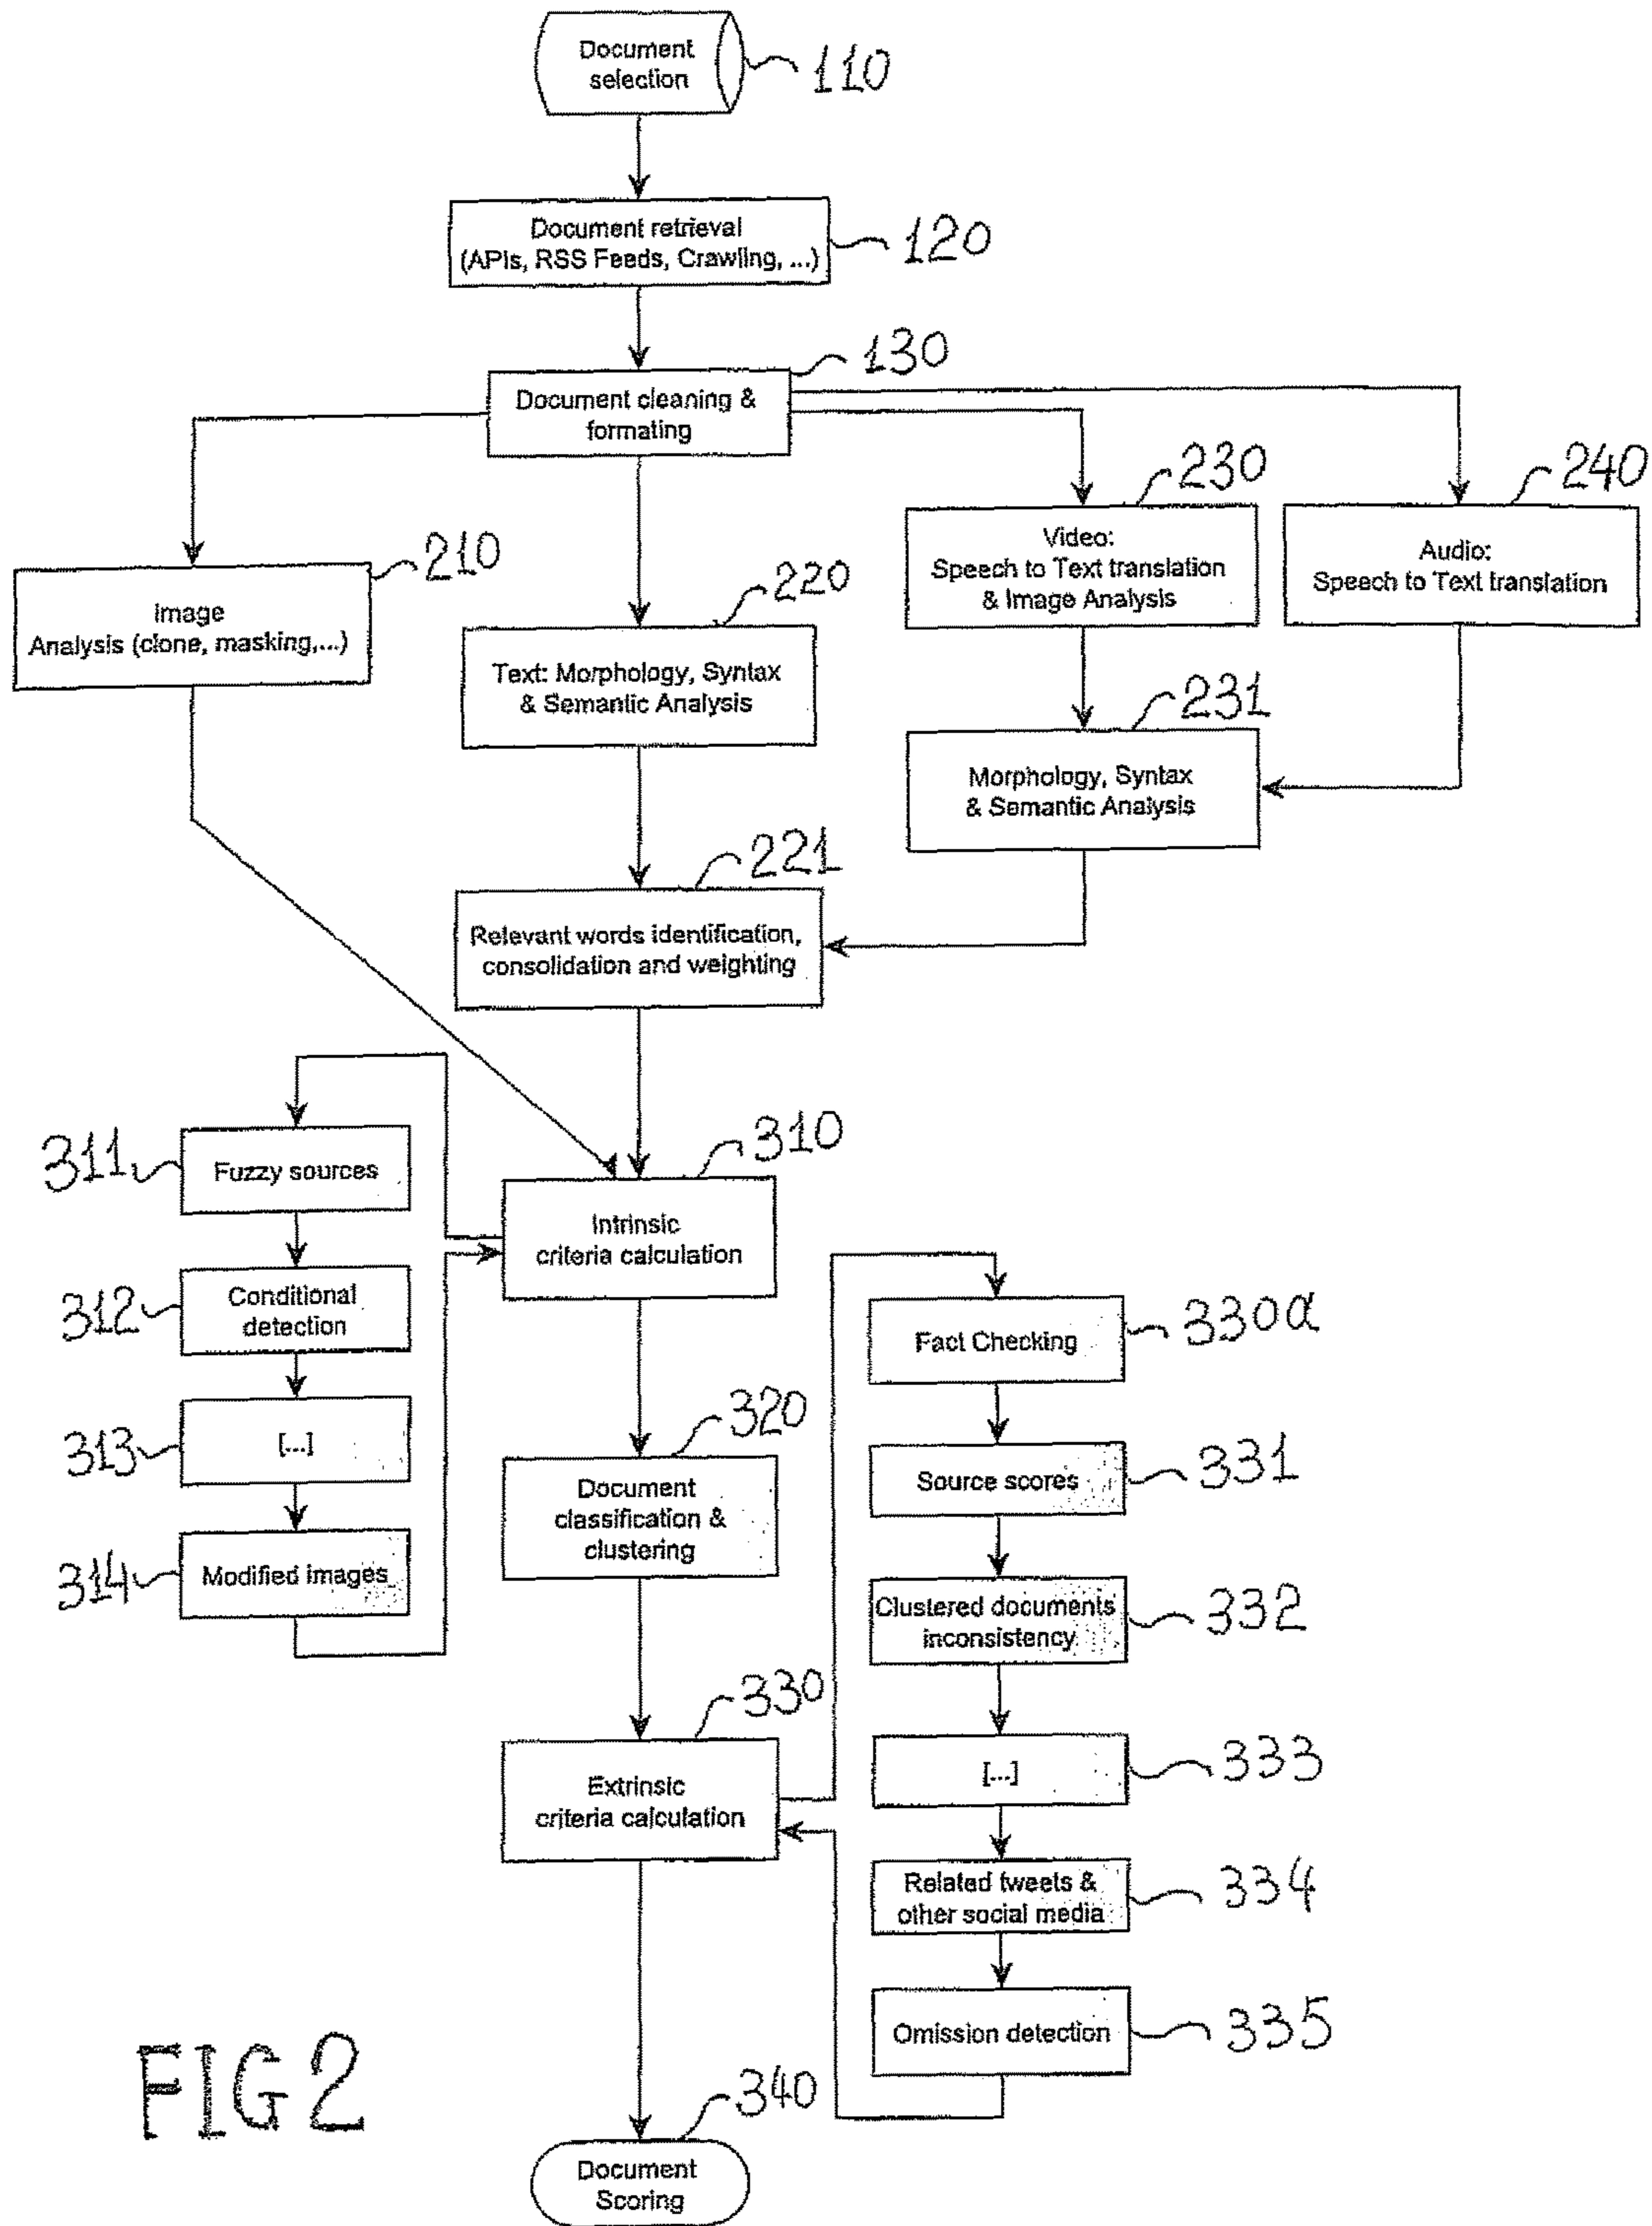 Document
selection
110
Document retrieval
(APIs, RSS Feeds, Crawling, ...)
120
130
Document cleaning &
formating
230
240
Video:
Speech to Text translation
& Image Analysis
Audio:
Speech to Text translation
210
Image
Analysis (clone, masking,...)
220
Text: Morphology, Syntax
& Semantic Analysis
231
Morphology, Syntax
& Semantic Analysis
221
Relevant words identification,
consolidation and weighting
311
Fuzzy sources
310
Intrinsic
criteria calculation
312
Conditional
detection
330a
Fact Checking
313
[...]
320
Document
classification &
clustering
331
Source scores
314
Modified images
332
Clustered documents
inconsistency
330
Extrinsic
criteria calculation
333
[...]
334
Related tweets &
other social media
335
Omission detection
340
Document
Scoring
FIG2